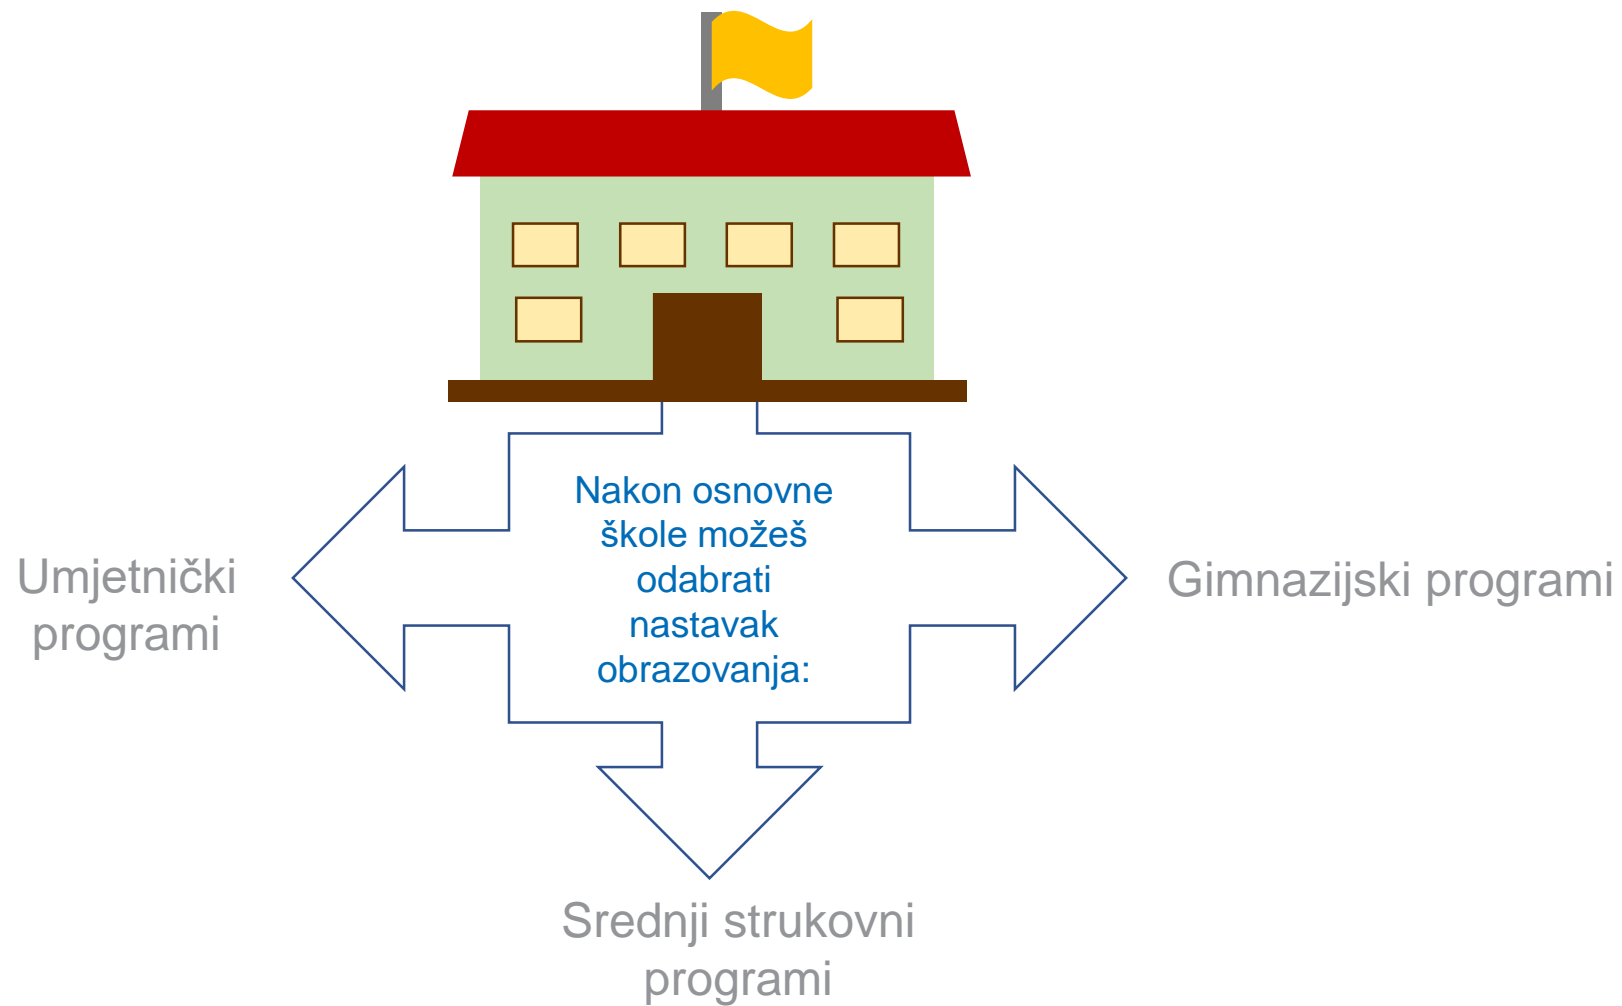 Nakon osnovne
škole možeš
odabrati
nastavak
obrazovanja:
Umjetnički
programi
Gimnazijski programi
Srednji strukovni
programi